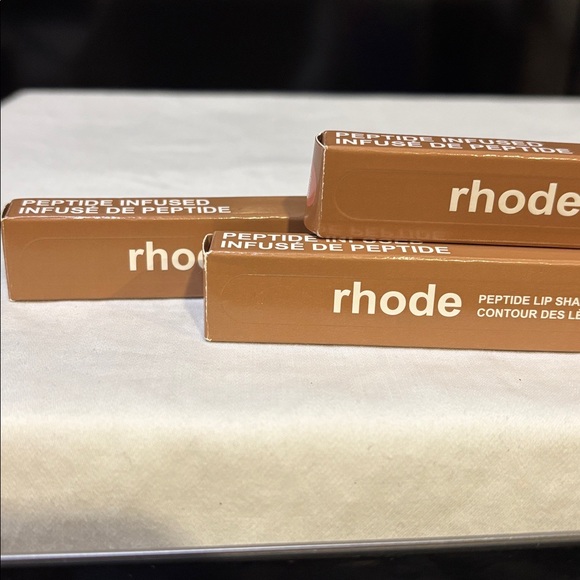 PEPTIDE INFUSED
INFUSÉ DE PEPTIDE
rhode
PEPTIDE INFUSED
INFUSÉ DE PEPTIDE
rho
PEPTIDE INFUSED
INFUSÉ DE PEPTIDE
rhode
PEPTIDE LIP SHA
CONTOUR DES LÈ